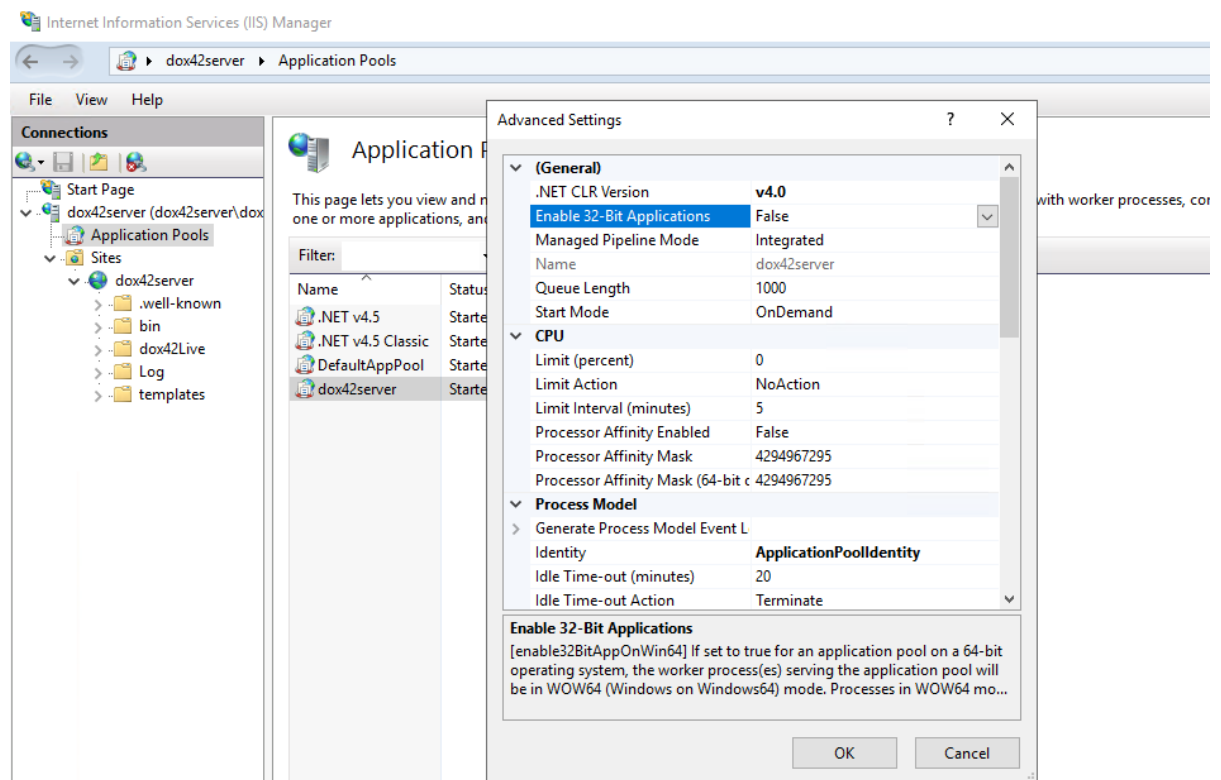 Internet Information Services (IIS) Manager
dox42server Application Pools
File View Help
Connections
Start Page
dox42server (dox42server\dox
Application Pools
Sites
dox42server
.well-known
bin
dox42Live
Log
templates
Application
This page lets you view and
one or more applications, and
with worker processes,
Filter:
Name Status
.NET v4.5 Starte
.NET v4.5 Classic Starte
DefaultAppPool Starte
dox42server Starte
Advanced Settings ?
(General)
.NET CLR Version v4.0
Enable 32-Bit Applications False
Managed Pipeline Mode Integrated
Name dox42server
Queue Length 1000
Start Mode OnDemand
CPU
Limit (percent) 0
Limit Action NoAction
Limit Interval (minutes) 5
Processor Affinity Enabled False
Processor Affinity Mask 4294967295
Processor Affinity Mask (64-bit c 4294967295
Process Model
Generate Process Model Event L
Identity ApplicationPoolIdentity
Idle Time-out (minutes) 20
Idle Time-out Action Terminate
Enable 32-Bit Applications
[enable32BitAppOnWin64] If set to true for an application pool on a 64-bit
operating system, the worker process(es) serving the application pool will
be in WOW64 (Windows on Windows64) mode. Processes in WOW64 mo...
OK Cancel